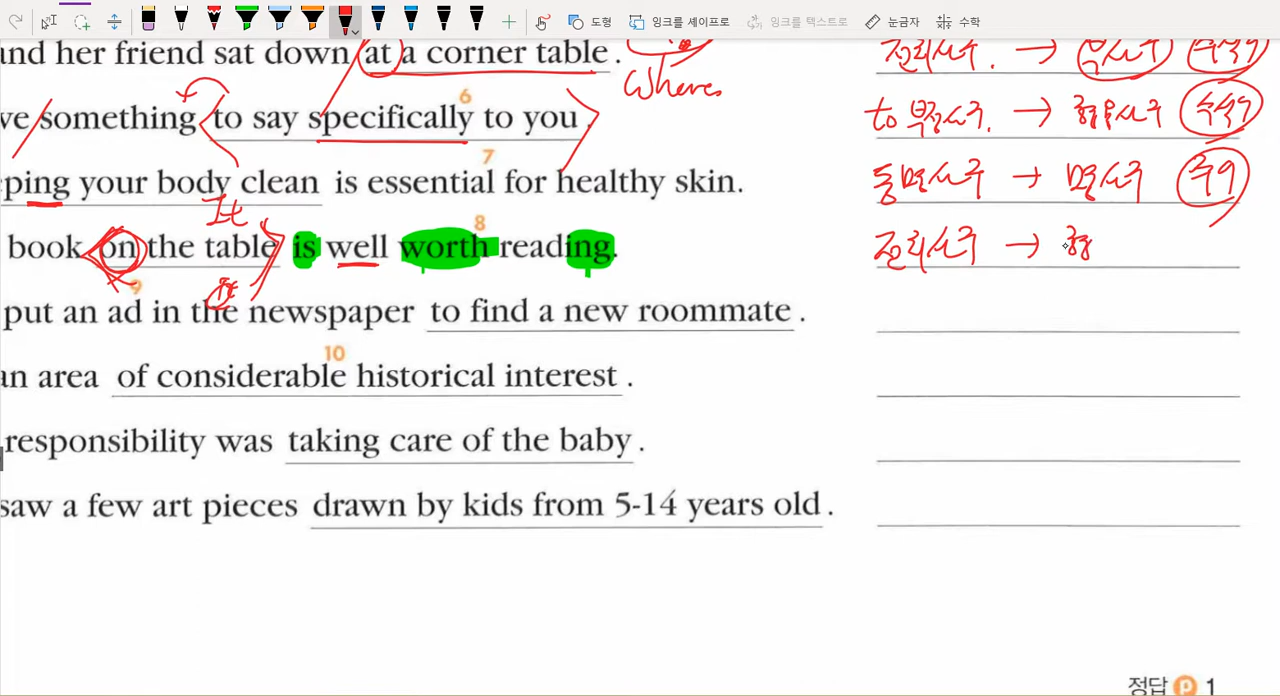 도형 잉크를 셰이프로 잉크를 텍스트로 눈금자 수학
and her friend sat down at a corner table. 전치사구. → 부사구 수식어
Where
6
ve something to say specifically to you. to부정사구. → 형용사구 수식어
7
ping your body clean is essential for healthy skin. 동명사구 → 명사구 주어
It
8
book on the table is well worth reading. 전치사구 → 형
9
put an ad in the newspaper to find a new roommate.
10
an area of considerable historical interest.
responsibility was taking care of the baby.
saw a few art pieces drawn by kids from 5-14 years old.
정답 P 1